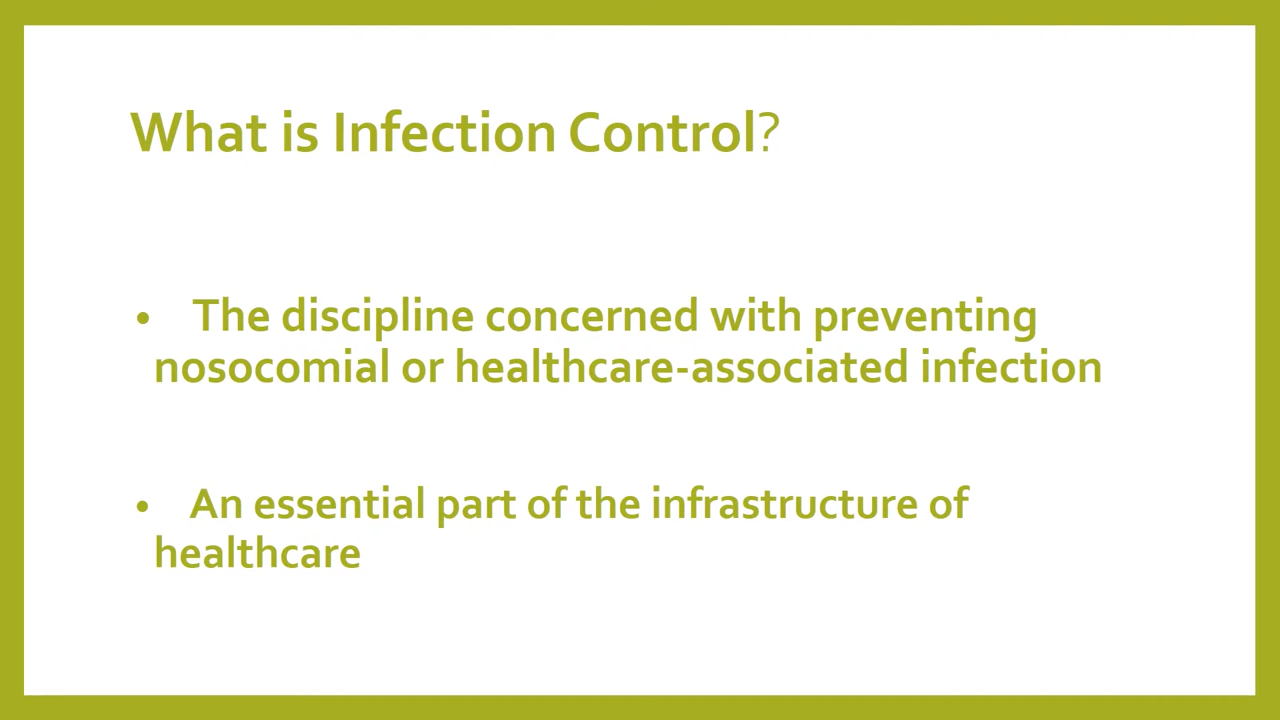 What is Infection Control?
• The discipline concerned with preventing
nosocomial or healthcare-associated infection
• An essential part of the infrastructure of
healthcare